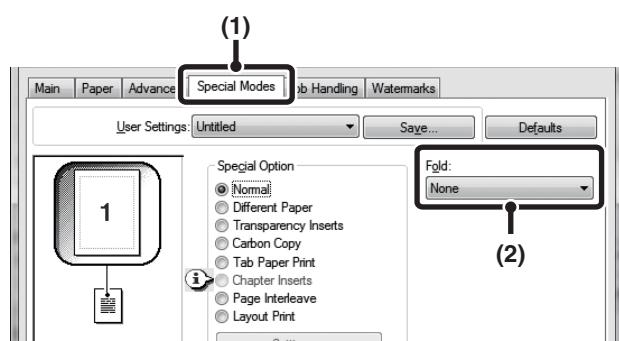 (1)
Main Paper Advance Special Modes ob Handling Watermarks
User Settings: Untitled Save... Defaults
Special Option
Fold:
Normal
None
Different Paper
1
Transparency Inserts
Carbon Copy
(2)
Tab Paper Print
Chapter Inserts
Page Interleave
Layout Print